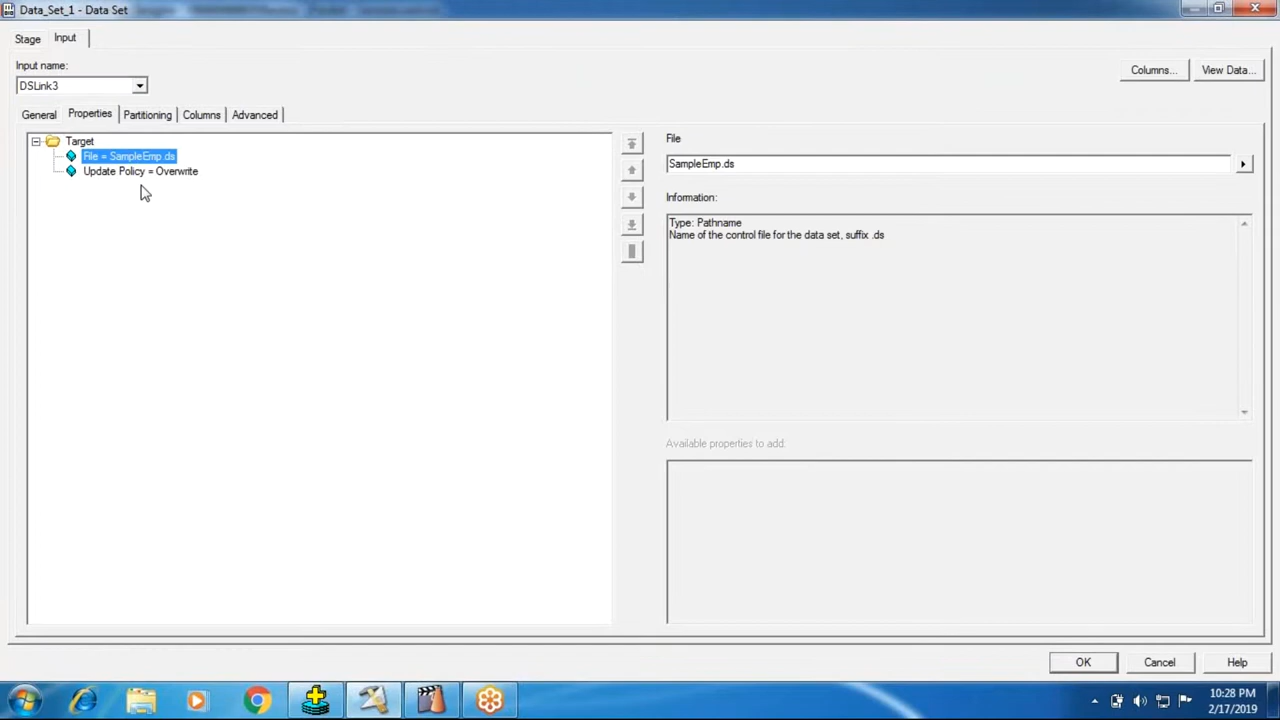 Data_Set_1 - Data Set
Stage
Input
Input name:
DSLink3
Columns...
View Data...
General
Properties
Partitioning
Columns
Advanced
Target
File = SampleEmp.ds
Update Policy = Overwrite
File
SampleEmp.ds
Information:
Type: Pathname
Name of the control file for the data set, suffix .ds
Available properties to add:
OK
Cancel
Help
10:28 PM
2/17/2019